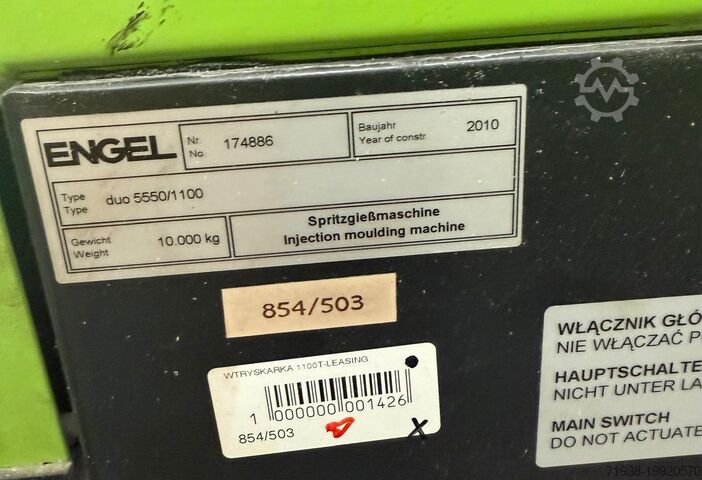 ENGEL
Nr
No.
174886
Baujahr
Year of constr.
2010
Type
Type
duo 5550/1100
Gewicht
Weight
10.000 kg
Spritzgießmaschine
Injection moulding machine
854/503
WTRYSKARKA 1100T-LEASING
1 000000 001426
854/503
X
WŁĄCZNIK GŁÓ
NIE WŁĄCZAĆ P
HAUPTSCHALTE
NICHT UNTER LA
MAIN SWITCH
DO NOT ACTUATE
71938-19920570